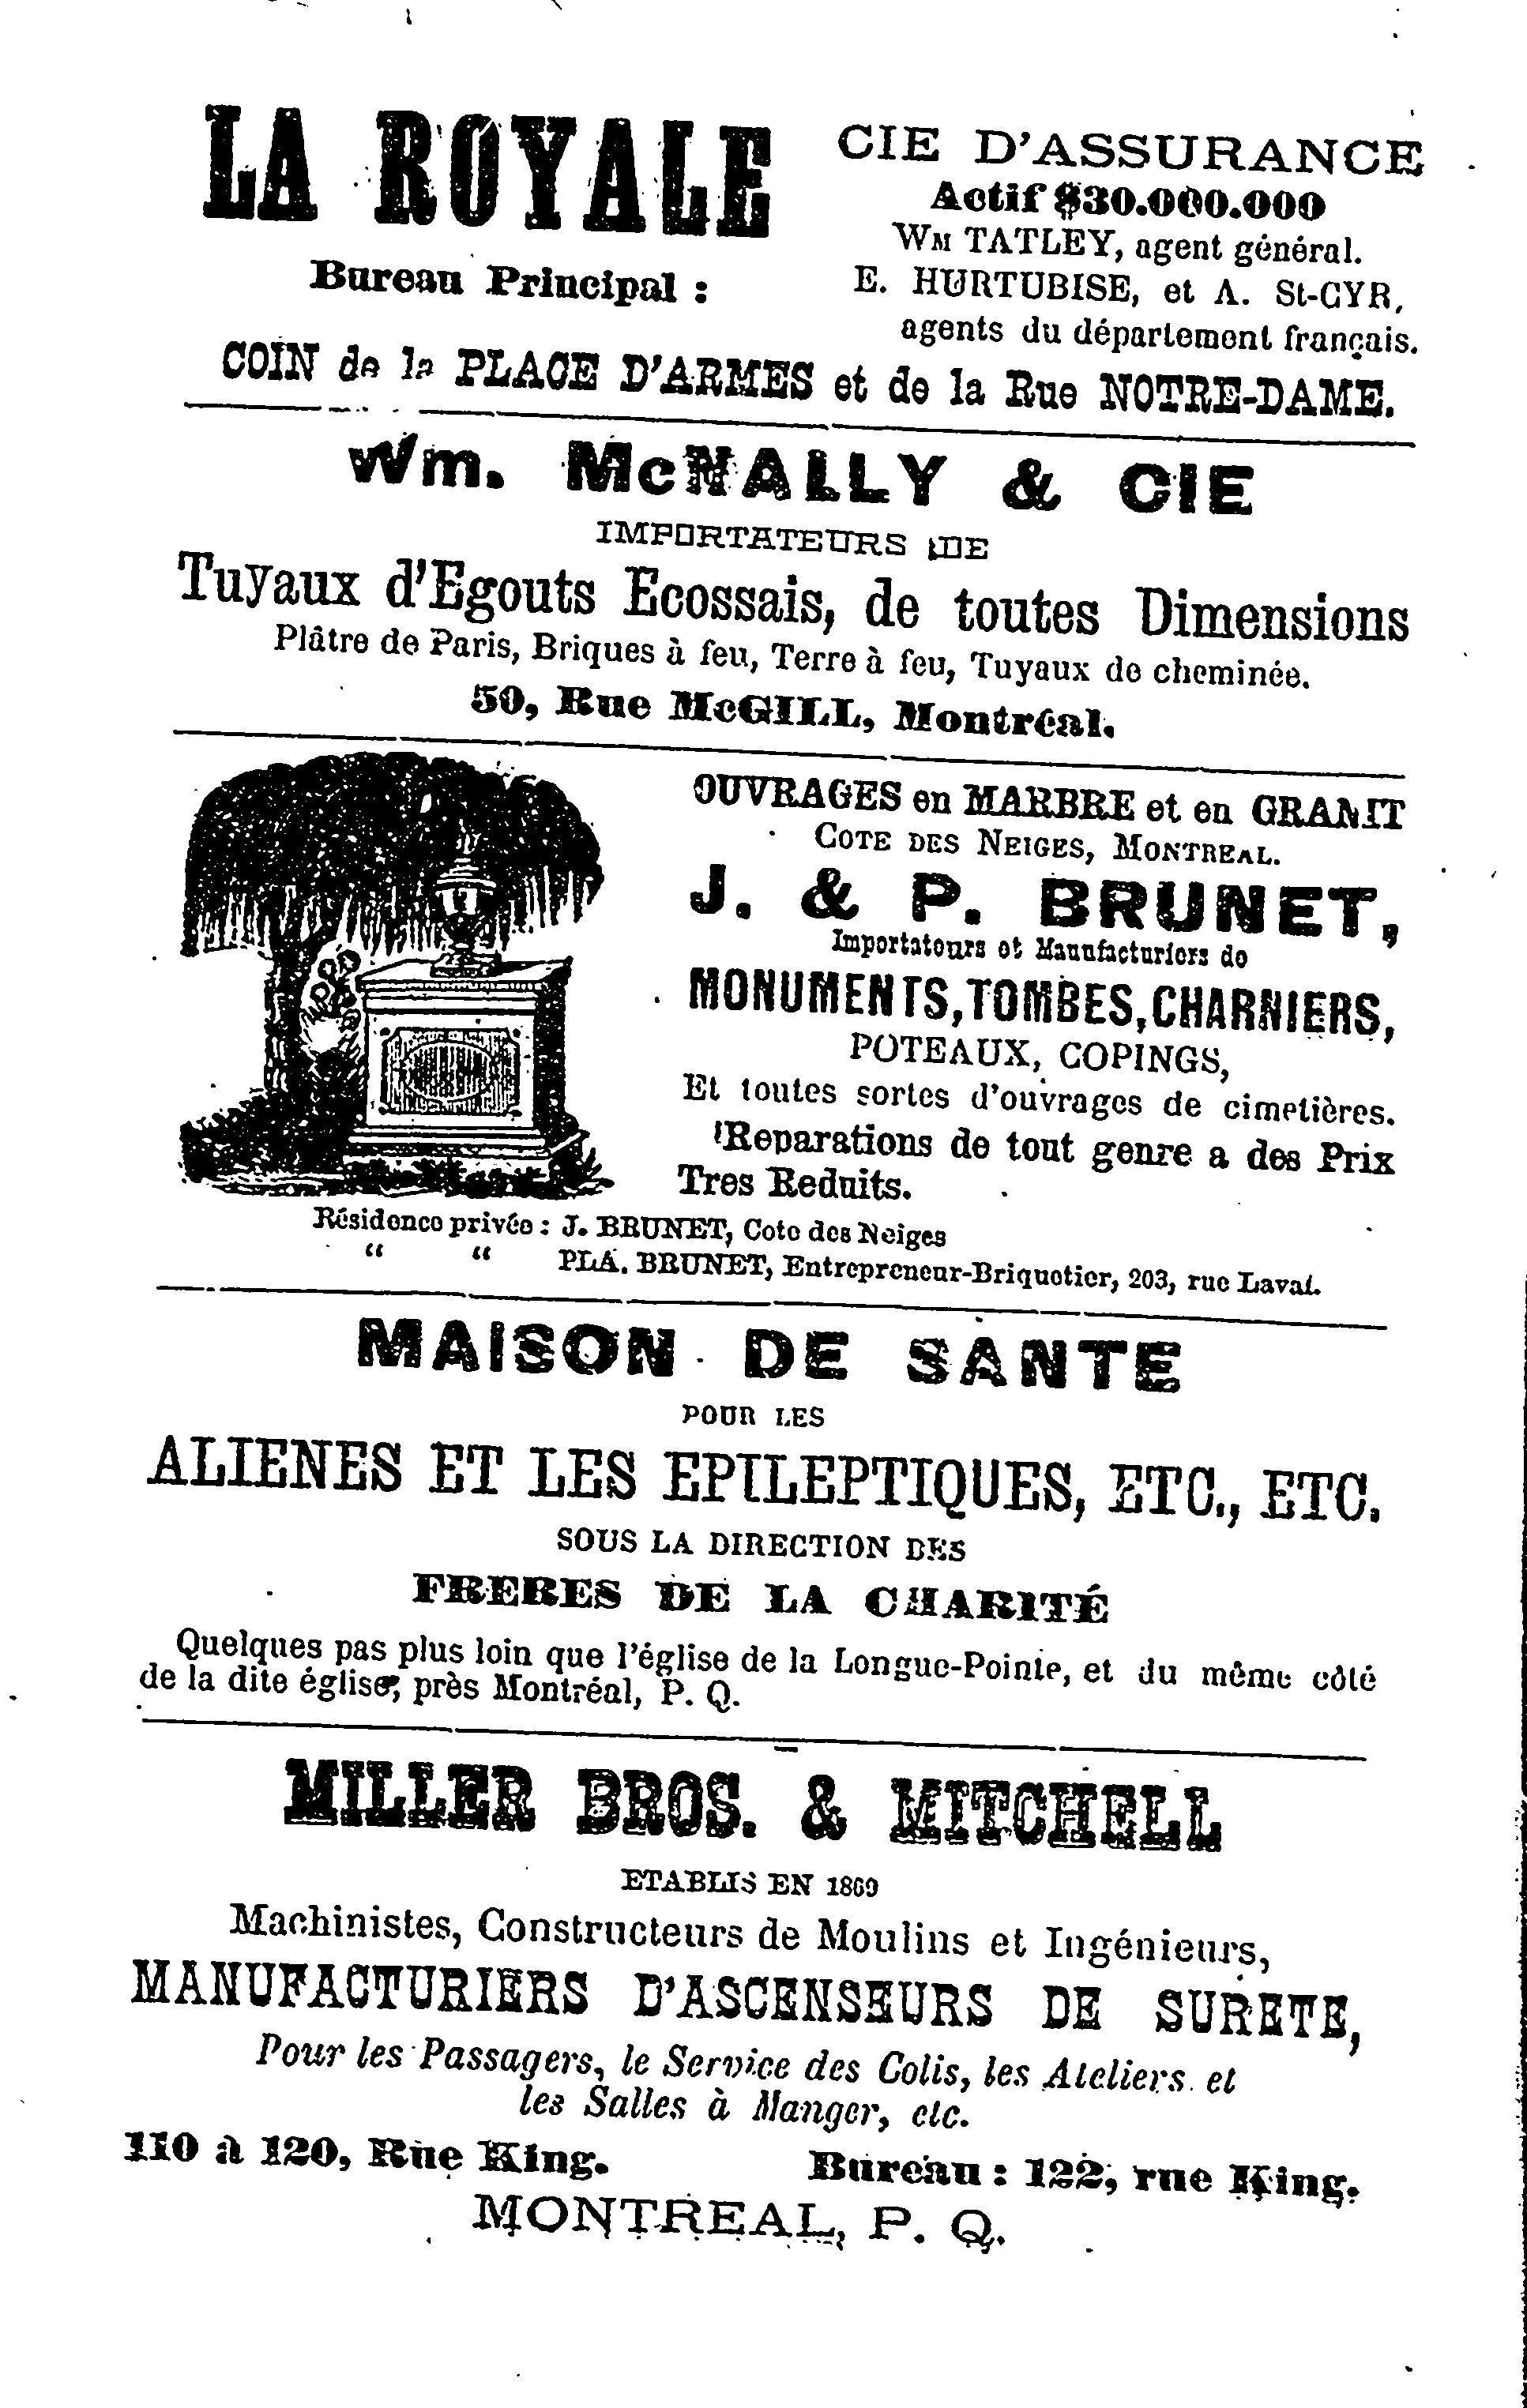 LA ROYALE
CIE D'ASSURANCE
Actif $30.000.000
WM TATLEY, agent général.
E. HURTUBISE, et A. St-CYR,
agents du département français.
Bureau Principal :
COIN de la PLACE D'ARMES et de la Rue NOTRE-DAME.
Wm. McNALLY & CIE
IMPORTATEURS DE
Tuyaux d'Egouts Ecossais, de toutes Dimensions
Plâtre de Paris, Briques à feu, Terre à feu, Tuyaux de cheminée.
50, Rue McGILL, Montréal.
OUVRAGES en MARBRE et en GRANIT
COTE DES NEIGES, MONTREAL.
J. & P. BRUNET,
Importateurs et Manufacturiers de
MONUMENTS, TOMBES, CHARNIERS,
POTEAUX, COPINGS,
Et toutes sortes d'ouvrages de cimetières.
Reparations de tout genre a des Prix
Tres Reduits.
Résidence privée : J. BRUNET, Cote des Neiges
" " PLA. BRUNET, Entrepreneur-Briquetier, 203, rue Laval.
MAISON DE SANTE
POUR LES
ALIENES ET LES EPILEPTIQUES, ETC., ETC.
SOUS LA DIRECTION DES
FRERES DE LA CHARITÉ
Quelques pas plus loin que l'église de la Longue-Pointe, et du même côté
de la dite église, près Montréal, P. Q.
MILLER BROS. & MITCHELL
ETABLIS EN 1869
Machinistes, Constructeurs de Moulins et Ingénieurs,
MANUFACTURIERS D'ASCENSEURS DE SURETE,
Pour les Passagers, le Service des Colis, les Ateliers et
les Salles à Manger, etc.
110 à 120, Rue King. Bureau : 122, rue King.
MONTREAL, P. Q.